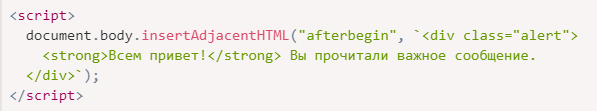 <script>
  document.body.insertAdjacentHTML("afterbegin", `<div class="alert">
    <strong>Всем привет!</strong> Вы прочитали важное сообщение.
  </div>`);
</script>